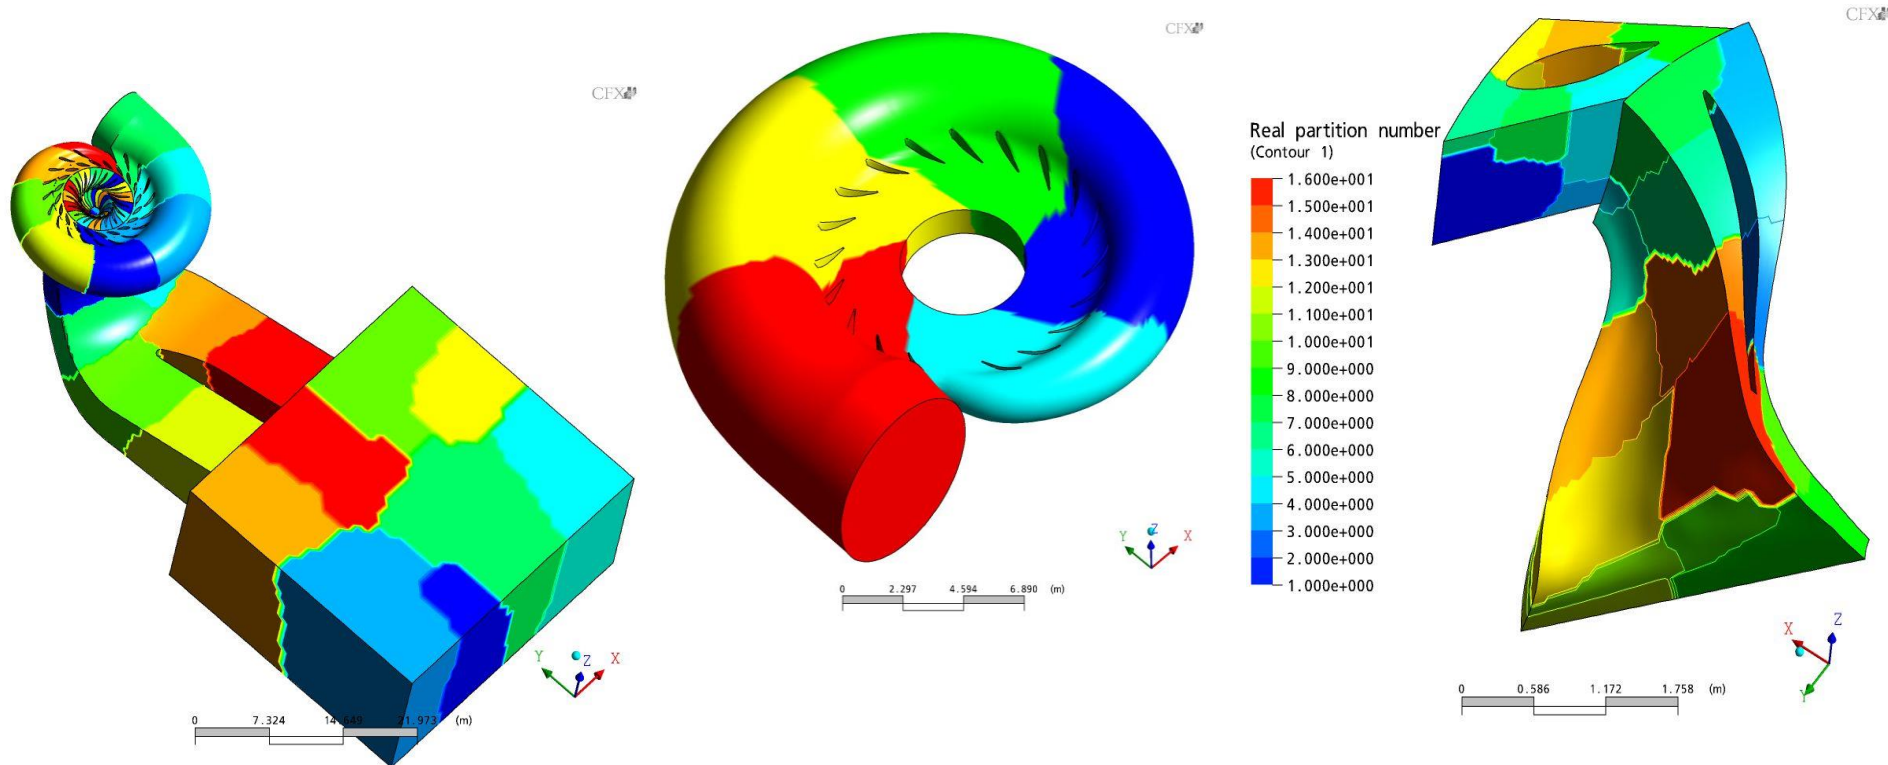 CFX
0 7.324 14.649 21.973 (m)
Y Z X
CFX
0 2.297 4.594 6.890 (m)
Y Z X
Real partition number
(Contour 1)
1.600e+001
1.500e+001
1.400e+001
1.300e+001
1.200e+001
1.100e+001
1.000e+001
9.000e+000
8.000e+000
7.000e+000
6.000e+000
5.000e+000
4.000e+000
3.000e+000
2.000e+000
1.000e+000
CFX
X Z
Y
0 0.586 1.172 1.758 (m)